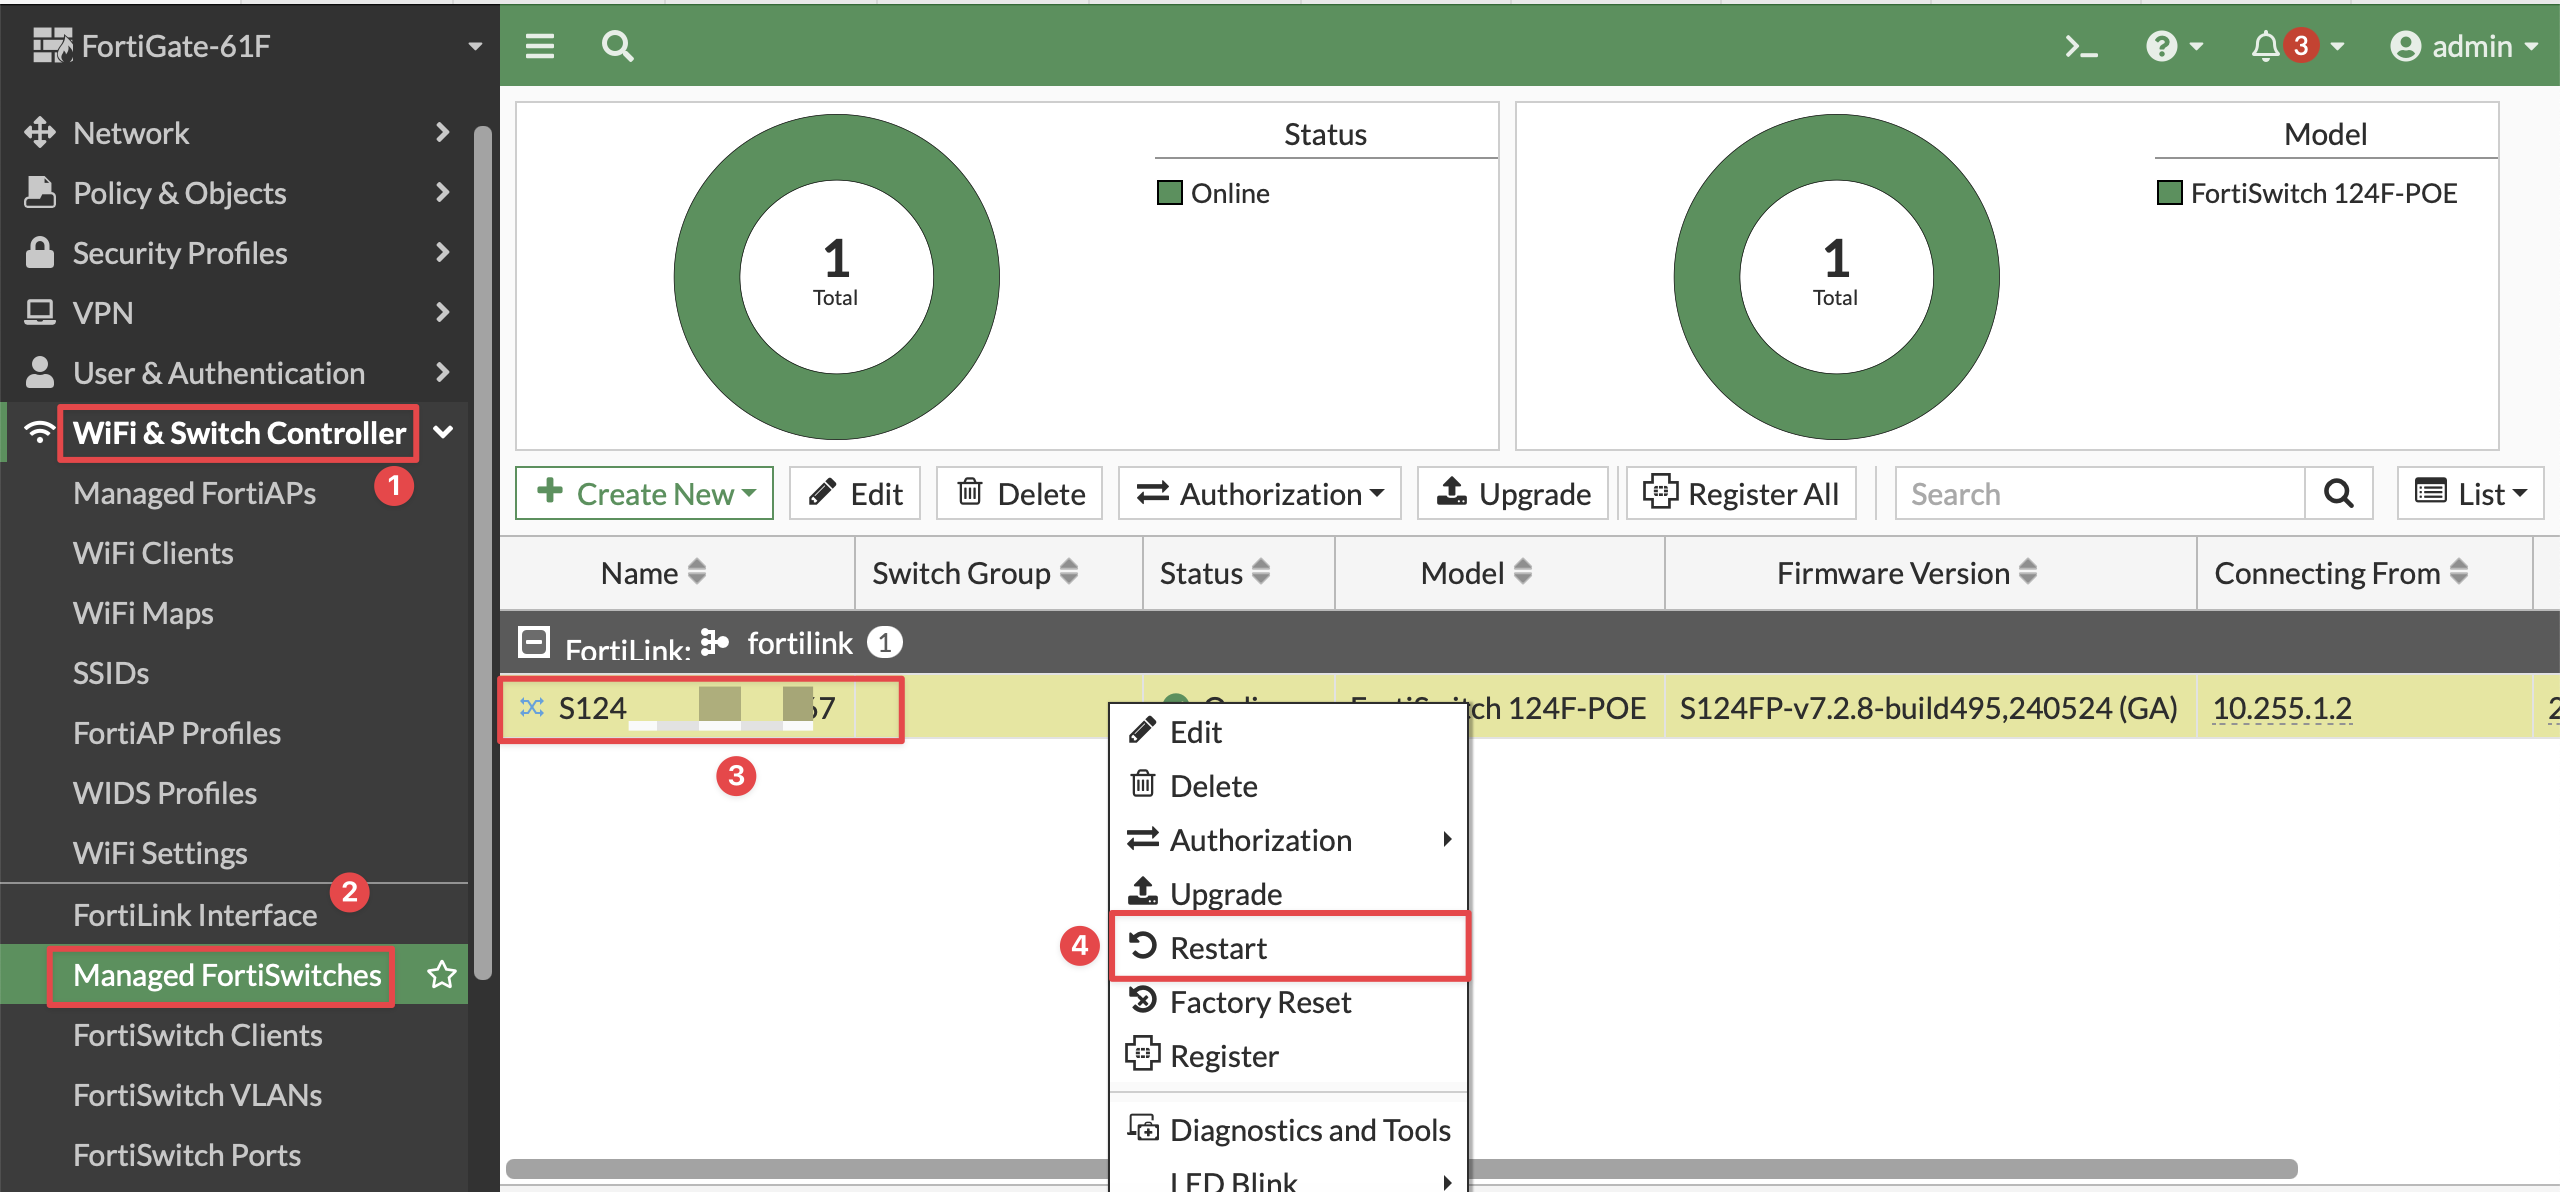 FortiGate-61F
3
admin
Network
Policy & Objects
Security Profiles
VPN
User & Authentication
WiFi & Switch Controller
1
Managed FortiAPs
WiFi Clients
WiFi Maps
SSIDs
FortiAP Profiles
WIDS Profiles
WiFi Settings
2
FortiLink Interface
Managed FortiSwitches
FortiSwitch Clients
FortiSwitch VLANs
FortiSwitch Ports
Status
Online
1
Total
Model
FortiSwitch 124F-POE
1
Total
Create New
Edit
Delete
Authorization
Upgrade
Register All
Search
List
Name
Switch Group
Status
Model
Firmware Version
Connecting From
FortiLink: fortilink 1
S124
124F-POE
S124FP-v7.2.8-build495,240524 (GA)
10.255.1.2
3
Edit
Delete
Authorization
Upgrade
4
Restart
Factory Reset
Register
Diagnostics and Tools
LED Blink